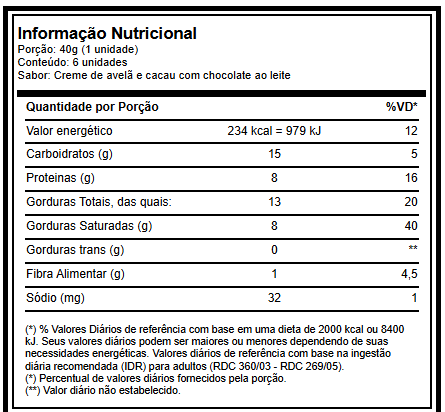 Informação Nutricional
Porção: 40g (1 unidade)
Conteúdo: 6 unidades
Sabor: Creme de avelã e cacau com chocolate ao leite
Quantidade por Porção %VD*
Valor energético 234 kcal = 979 kJ 12
Carboidratos (g) 15 5
Proteinas (g) 8 16
Gorduras Totais, das quais: 13 20
Gorduras Saturadas (g) 8 40
Gorduras trans (g) 0 **
Fibra Alimentar (g) 1 4,5
Sódio (mg) 32 1
(*) % Valores Diários de referência com base em uma dieta de 2000 kcal ou 8400
kJ. Seus valores diários podem ser maiores ou menores dependendo de suas
necessidades energéticas. Valores diários de referência com base na ingestão
diária recomendada (IDR) para adultos (RDC 360/03 - RDC 269/05).
(*) Percentual de valores diários fornecidos pela porção.
(**) Valor diário não estabelecido.